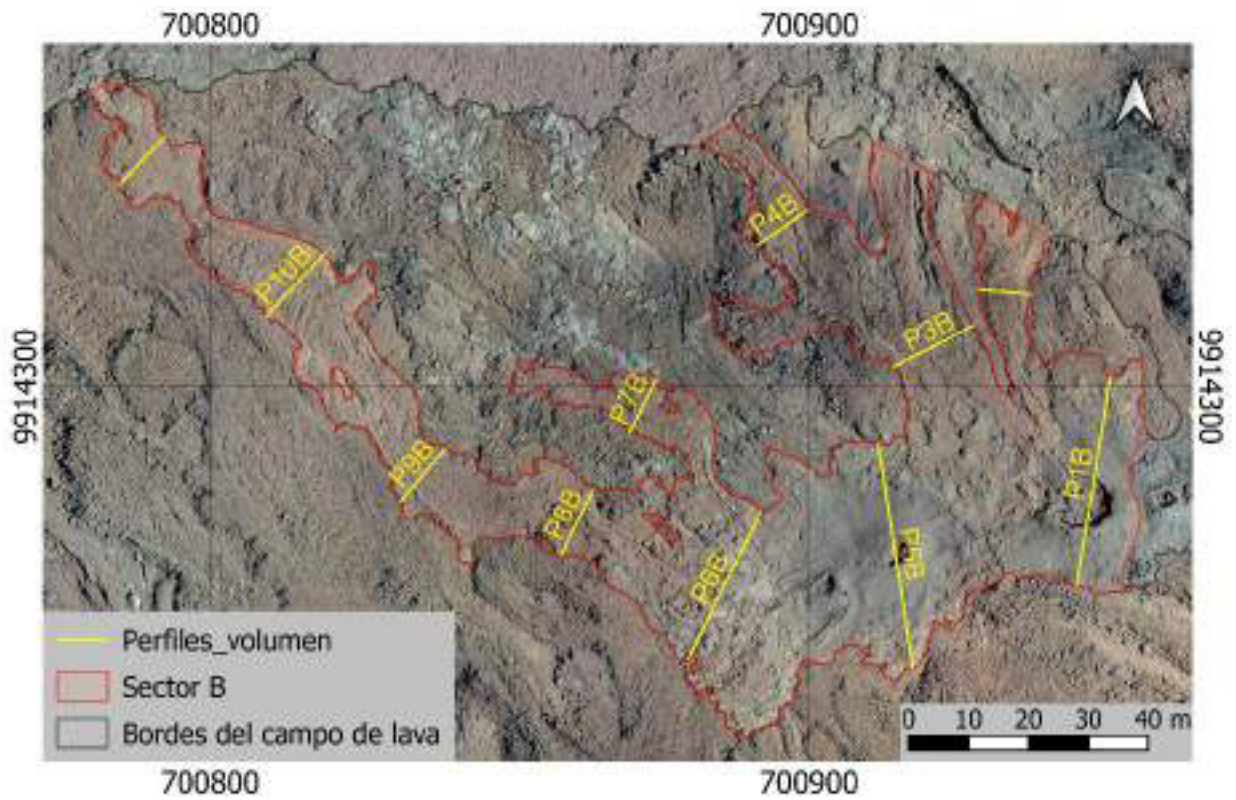 700800 700900
P4B
P10B
P3B
9914300 9914300
P7B
P1B
P9B
P8B
P6B
Perfiles_volumen
Sector B
Bordes del campo de lava
0 10 20 30 40 m
700800 700900